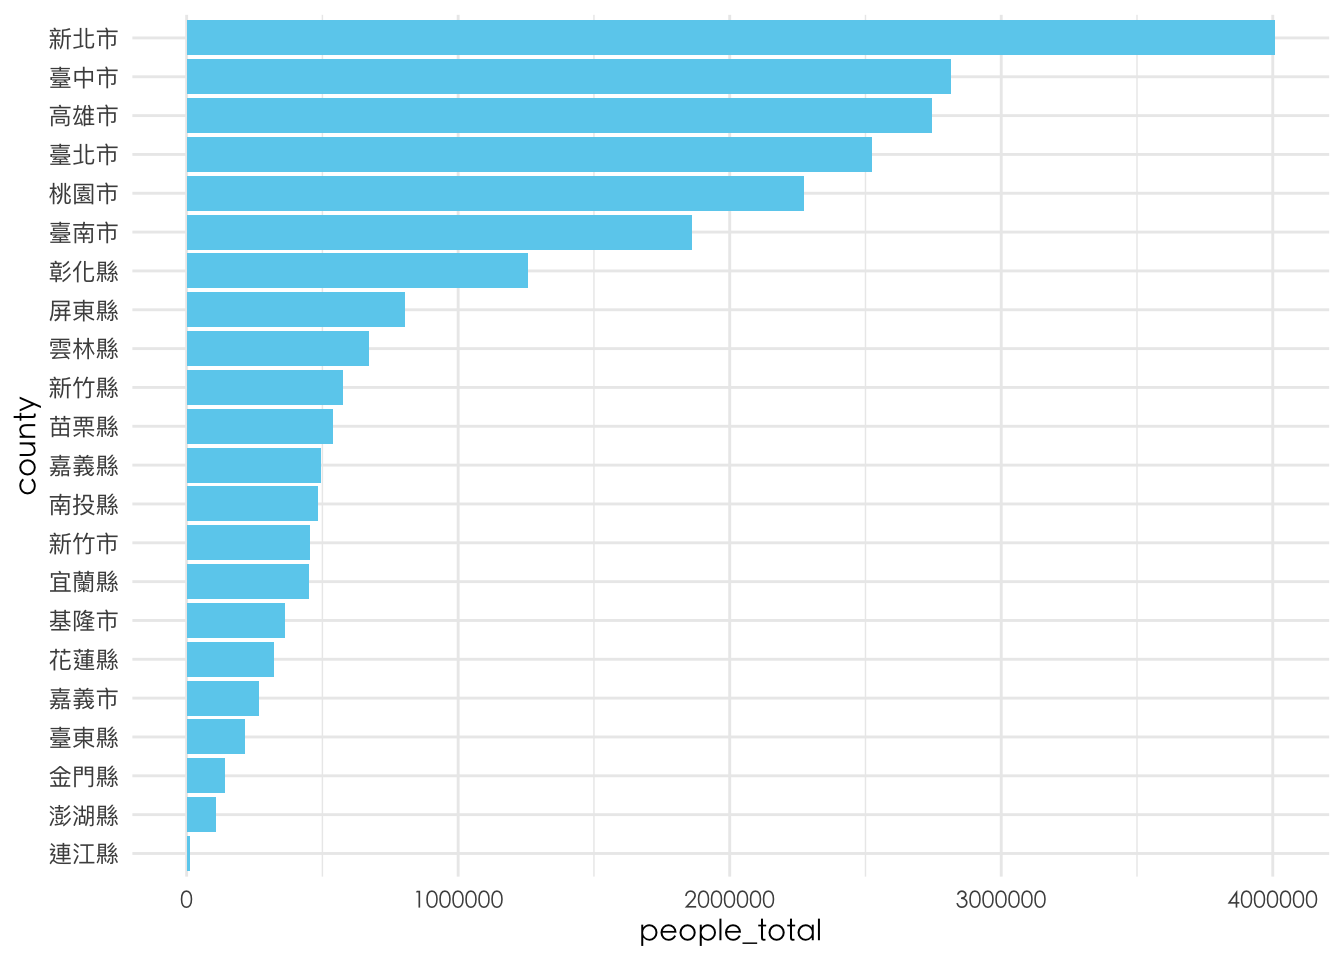 county
新北市
臺中市
高雄市
臺北市
桃園市
臺南市
彰化縣
屏東縣
雲林縣
新竹縣
苗栗縣
嘉義縣
南投縣
新竹市
宜蘭縣
基隆市
花蓮縣
嘉義市
臺東縣
金門縣
澎湖縣
連江縣
0 1000000 2000000 3000000 4000000
people_total